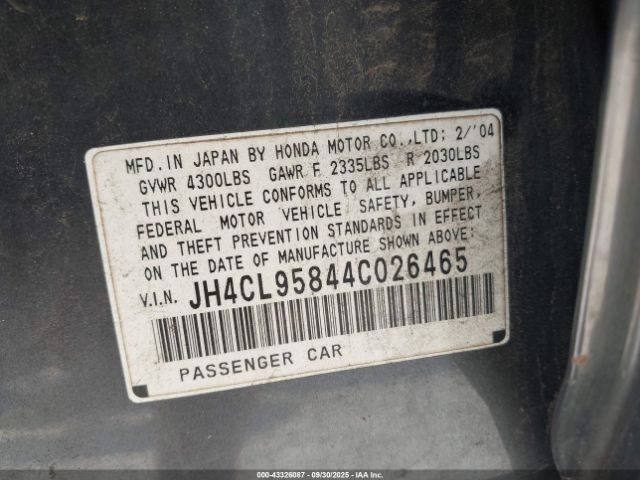 MFD. IN JAPAN BY HONDA MOTOR CO.,LTD: 2/'04
GVWR 4300LBS GAWR F 2335LBS R 2030LBS
THIS VEHICLE CONFORMS TO ALL APPLICABLE
FEDERAL MOTOR VEHICLE SAFETY, BUMPER,
AND THEFT PREVENTION STANDARDS IN EFFECT
ON THE DATE OF MANUFACTURE SHOWN ABOVE:
V.I.N. JH4CL95844C026465
PASSENGER CAR
000-43326087 - 09/30/2025 - IAA Inc.